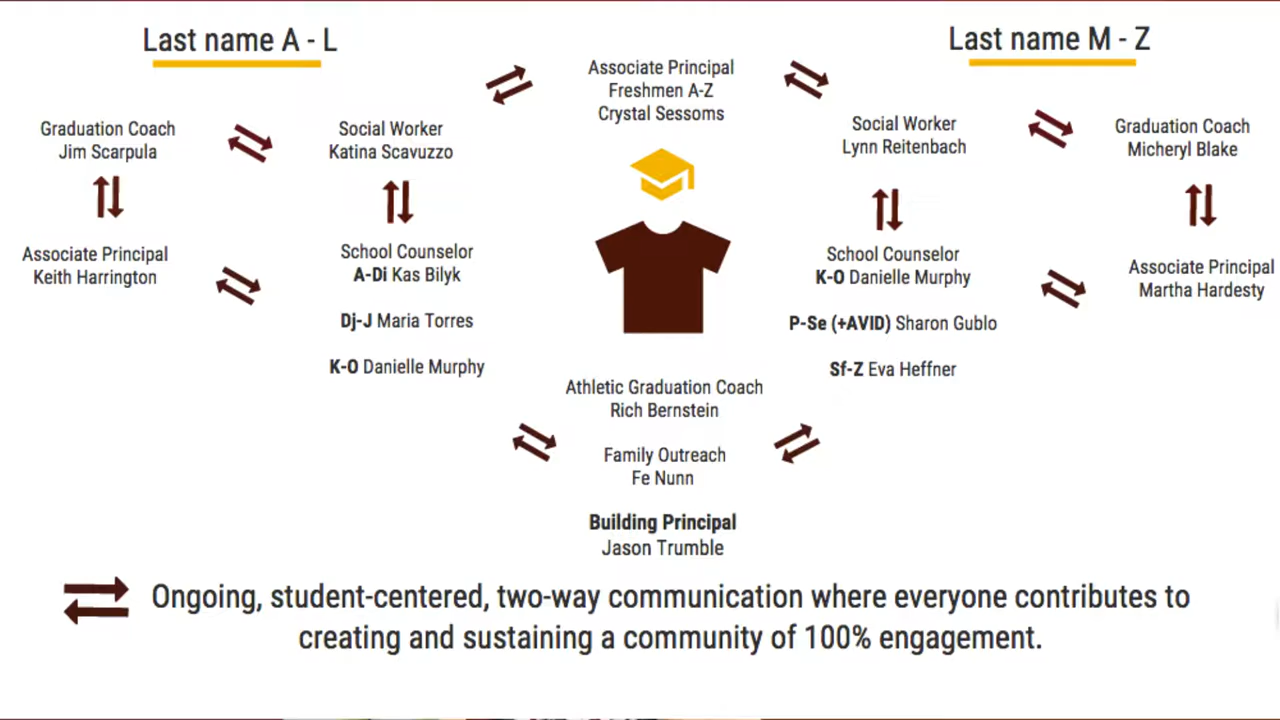 Last name A - L
Graduation Coach
Jim Scarpula
Social Worker
Katina Scavuzzo
Associate Principal
Keith Harrington
School Counselor
A-Di Kas Bilyk
Dj-J Maria Torres
K-O Danielle Murphy
Associate Principal
Freshmen A-Z
Crystal Sessoms
Athletic Graduation Coach
Rich Bernstein
Family Outreach
Fe Nunn
Building Principal
Jason Trumble
Last name M - Z
Social Worker
Lynn Reitenbach
Graduation Coach
Micheryl Blake
School Counselor
K-O Danielle Murphy
P-Se (+AVID) Sharon Gublo
Sf-Z Eva Heffner
Associate Principal
Martha Hardesty
Ongoing, student-centered, two-way communication where everyone contributes to
creating and sustaining a community of 100% engagement.